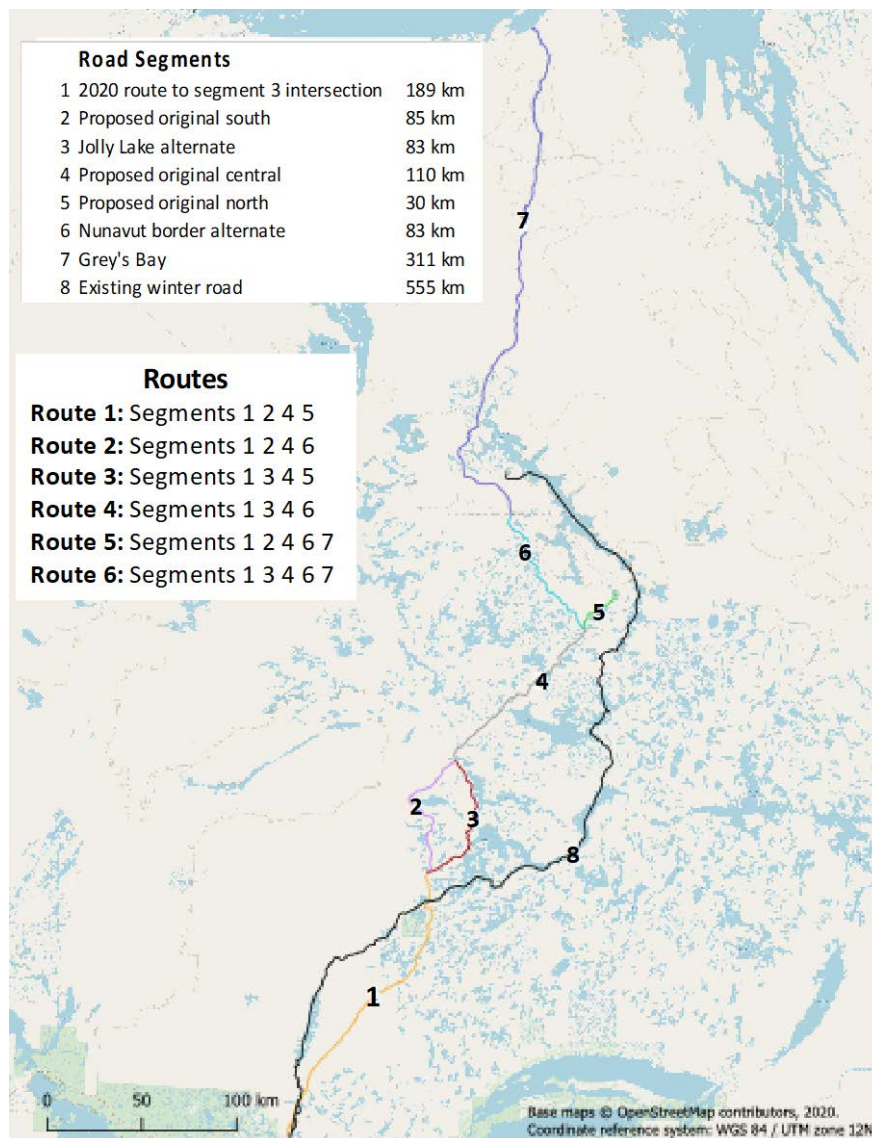 Road Segments
1 2020 route to segment 3 intersection 189 km
2 Proposed original south 85 km
3 Jolly Lake alternate 83 km
4 Proposed original central 110 km
5 Proposed original north 30 km
6 Nunavut border alternate 83 km
7 Grey's Bay 311 km
8 Existing winter road 555 km
7
Routes
Route 1: Segments 1 2 4 5
Route 2: Segments 1 2 4 6
Route 3: Segments 1 3 4 5
Route 4: Segments 1 3 4 6
Route 5: Segments 1 2 4 6 7
Route 6: Segments 1 3 4 6 7
6
5
4
2
3
8
1
0 50 100 km
Base maps © OpenStreetMap contributors, 2020.
Coordinate reference system: WGS 84 / UTM zone 12N